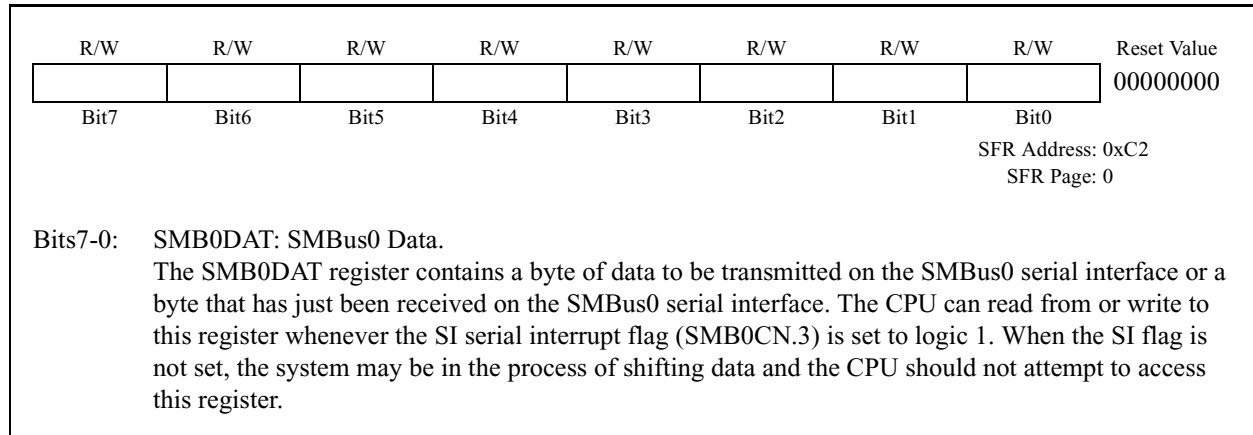 R/W R/W R/W R/W R/W R/W R/W R/W Reset Value
00000000
Bit7 Bit6 Bit5 Bit4 Bit3 Bit2 Bit1 Bit0
SFR Address: 0xC2
SFR Page: 0
Bits7-0: SMB0DAT: SMBus0 Data.
The SMB0DAT register contains a byte of data to be transmitted on the SMBus0 serial interface or a
byte that has just been received on the SMBus0 serial interface. The CPU can read from or write to
this register whenever the SI serial interrupt flag (SMB0CN.3) is set to logic 1. When the SI flag is
not set, the system may be in the process of shifting data and the CPU should not attempt to access
this register.